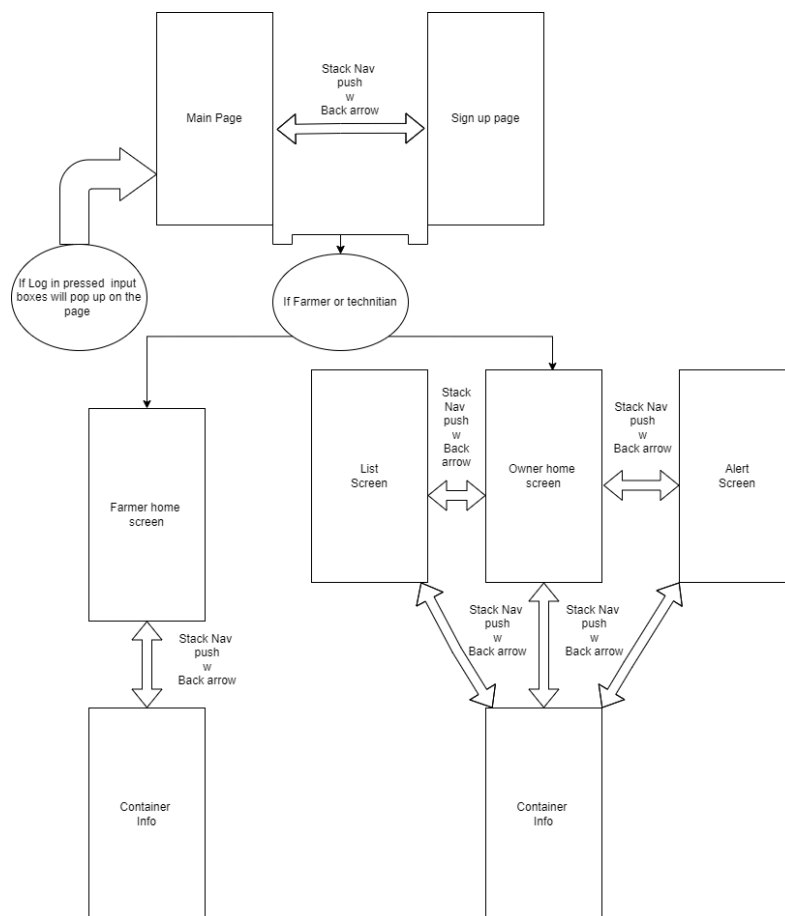 Stack Nav
push
w
Back arrow
Main Page
Sign up page
If Log in pressed input
boxes will pop up on the
page
If Farmer or technitian
Stack
Nav
push
w
Back
arrow
Stack Nav
push
w
Back arrow
List
Screen
Owner home
screen
Alert
Screen
Farmer home
screen
Stack Nav
push
w
Back arrow
Stack Nav
push
w
Back arrow
Stack Nav
push
w
Back arrow
Container
Info
Container
Info